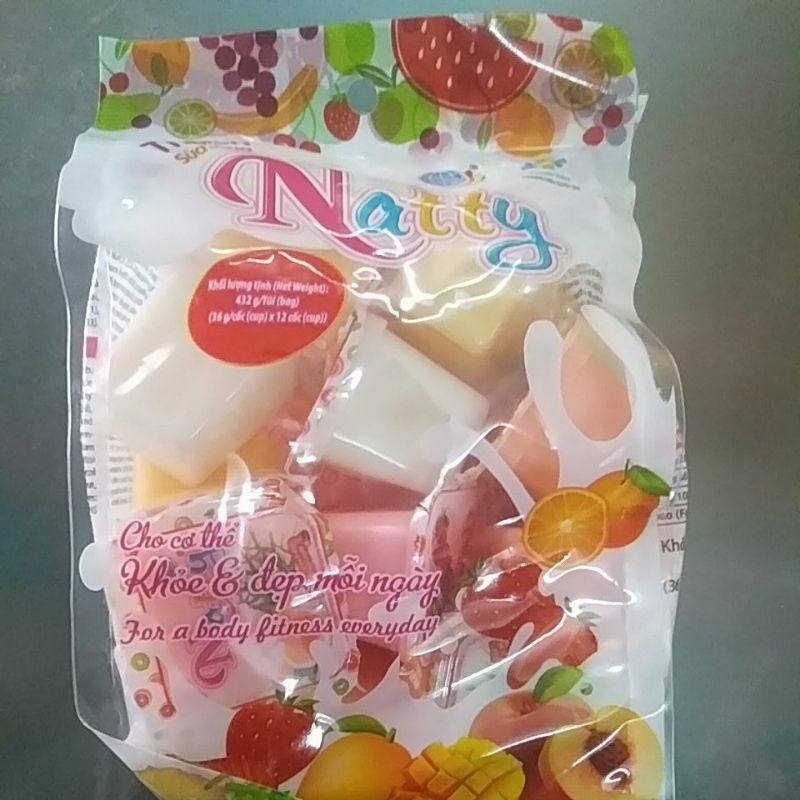 Natty
Khối lượng tịnh (Net Weight):
432 g/Túi (bag)
(36 g/cốc (cup) x 12 cốc (cup))
Cho cơ thể
Khỏe & đẹp mỗi ngày
For a body fitness everyday